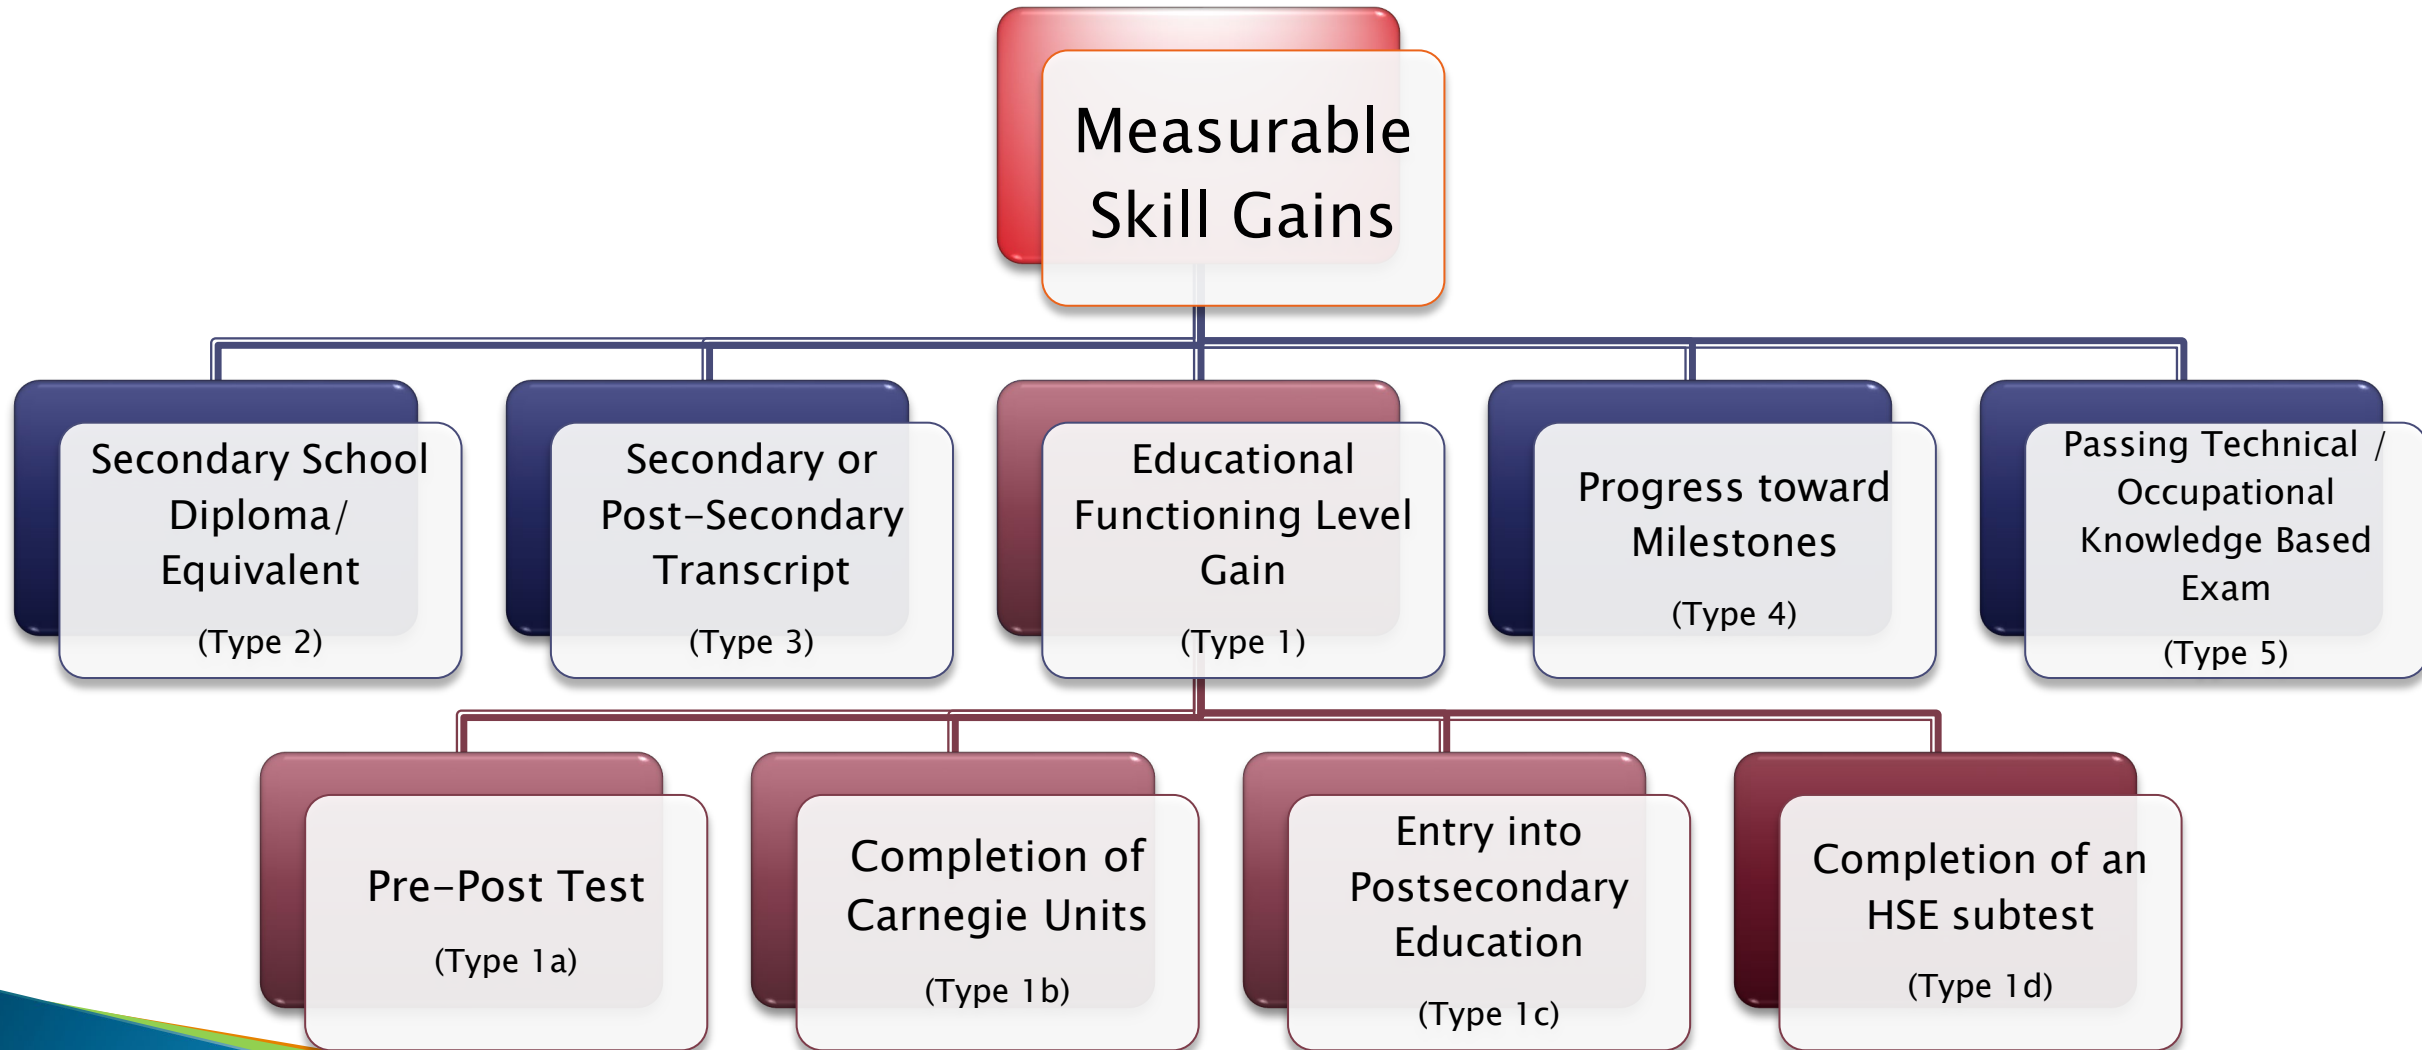 Measurable
Skill Gains
Secondary School
Diploma/
Equivalent
(Type 2)
Secondary or
Post-Secondary
Transcript
(Type 3)
Educational
Functioning Level
Gain
(Type 1)
Progress toward
Milestones
(Type 4)
Passing Technical /
Occupational
Knowledge Based
Exam
(Type 5)
Pre-Post Test
(Type 1a)
Completion of
Carnegie Units
(Type 1b)
Entry into
Postsecondary
Education
(Type 1c)
Completion of an
HSE subtest
(Type 1d)